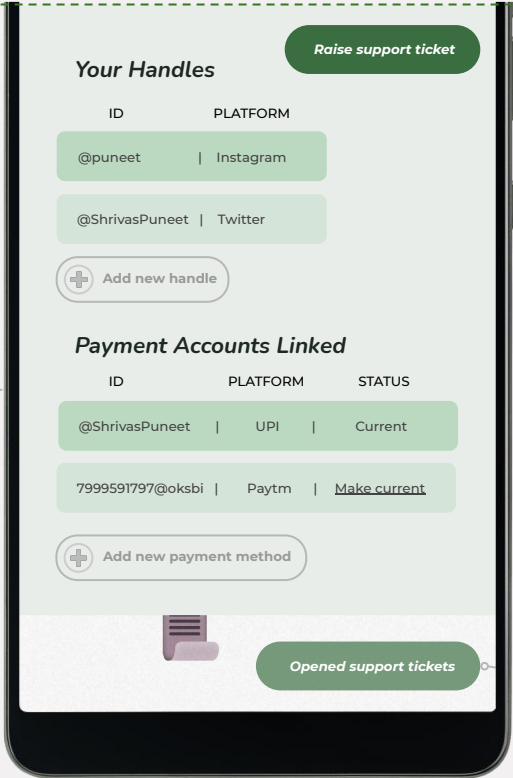 Raise support ticket
Your Handles
ID PLATFORM
@puneet | Instagram
@ShrivasPuneet | Twitter
Add new handle
Payment Accounts Linked
ID PLATFORM STATUS
@ShrivasPuneet | UPI | Current
7999591797@oksbi | Paytm | Make current
Add new payment method
Opened support tickets